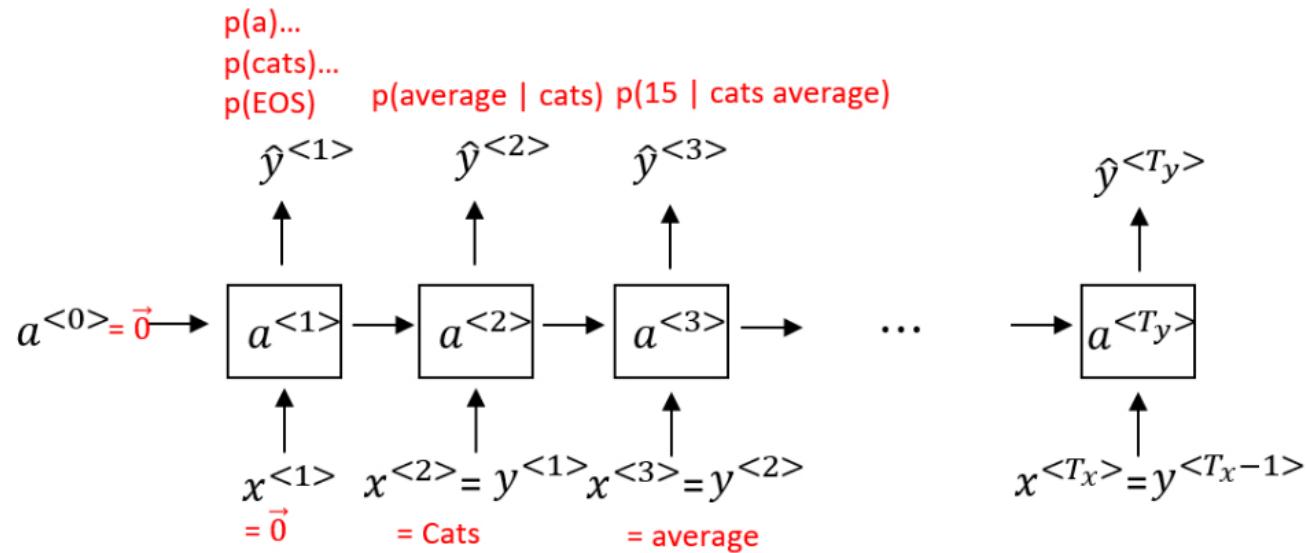 p(a)...
p(cats)...
p(EOS)
p(average | cats) p(15 | cats average)
ŷ<1> ŷ<2> ŷ<3> ŷ<Ty>
a<0> = 0⃗ a<1> a<2> a<3> ... a<Ty>
x<1> x<2> = y<1> x<3> = y<2> x<Tx> = y<Tx−1>
= 0⃗ = Cats = average